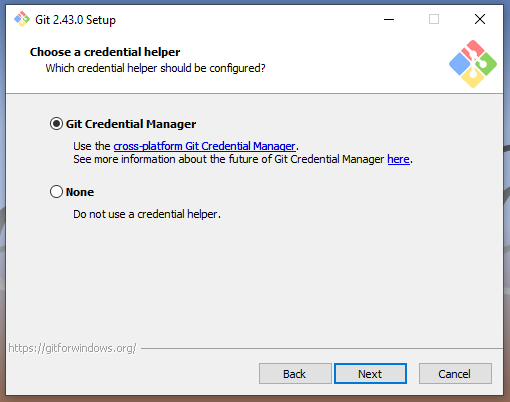 Git 2.43.0 Setup
Choose a credential helper
Which credential helper should be configured?
Git Credential Manager
Use the cross-platform Git Credential Manager.
See more information about the future of Git Credential Manager here.
None
Do not use a credential helper.
https://gitforwindows.org/
Back Next Cancel